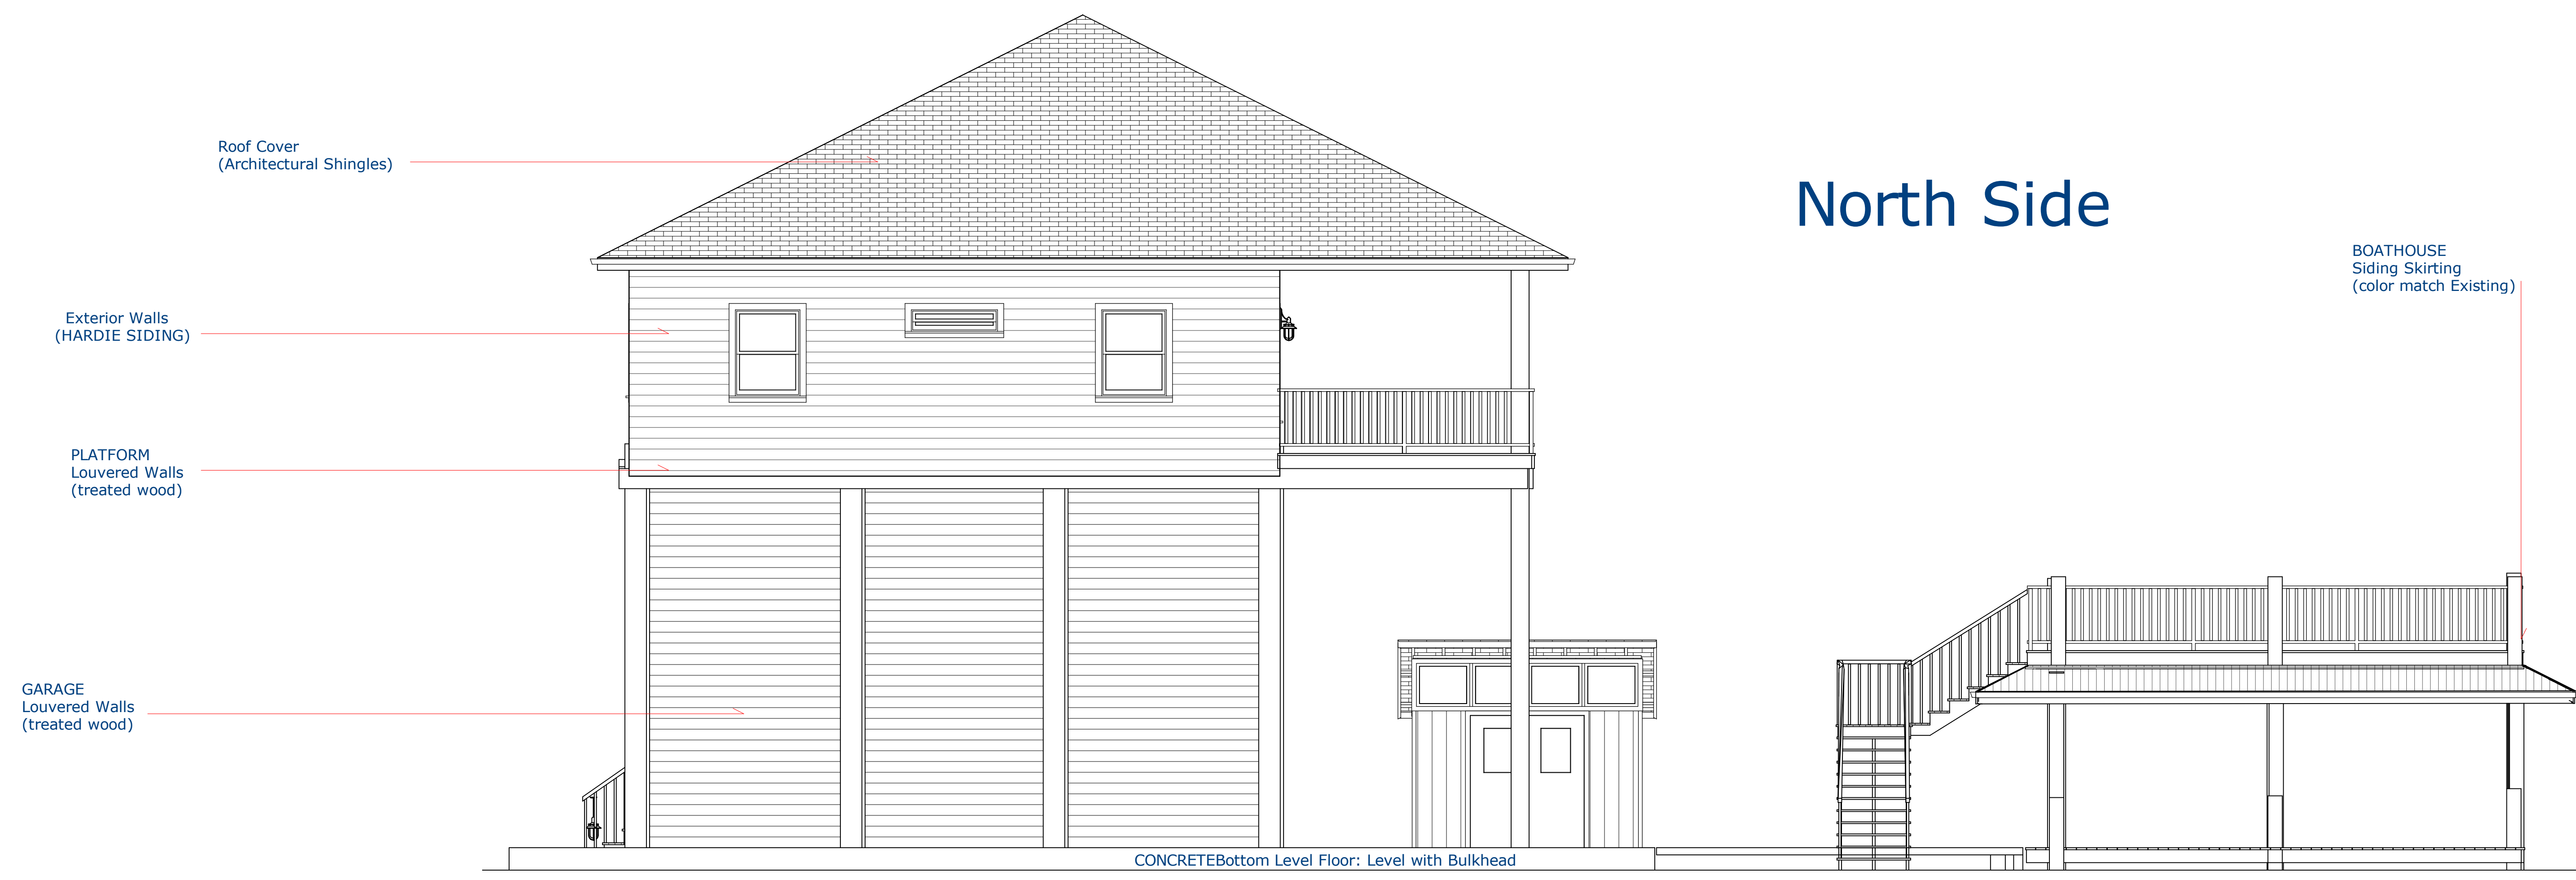 Roof Cover
(Architectural Shingles)
North Side
BOATHOUSE
Siding Skirting
(color match Existing)
Exterior Walls
(HARDIE SIDING)
PLATFORM
Louvered Walls
(treated wood)
GARAGE
Louvered Walls
(treated wood)
CONCRETEBottom Level Floor: Level with Bulkhead